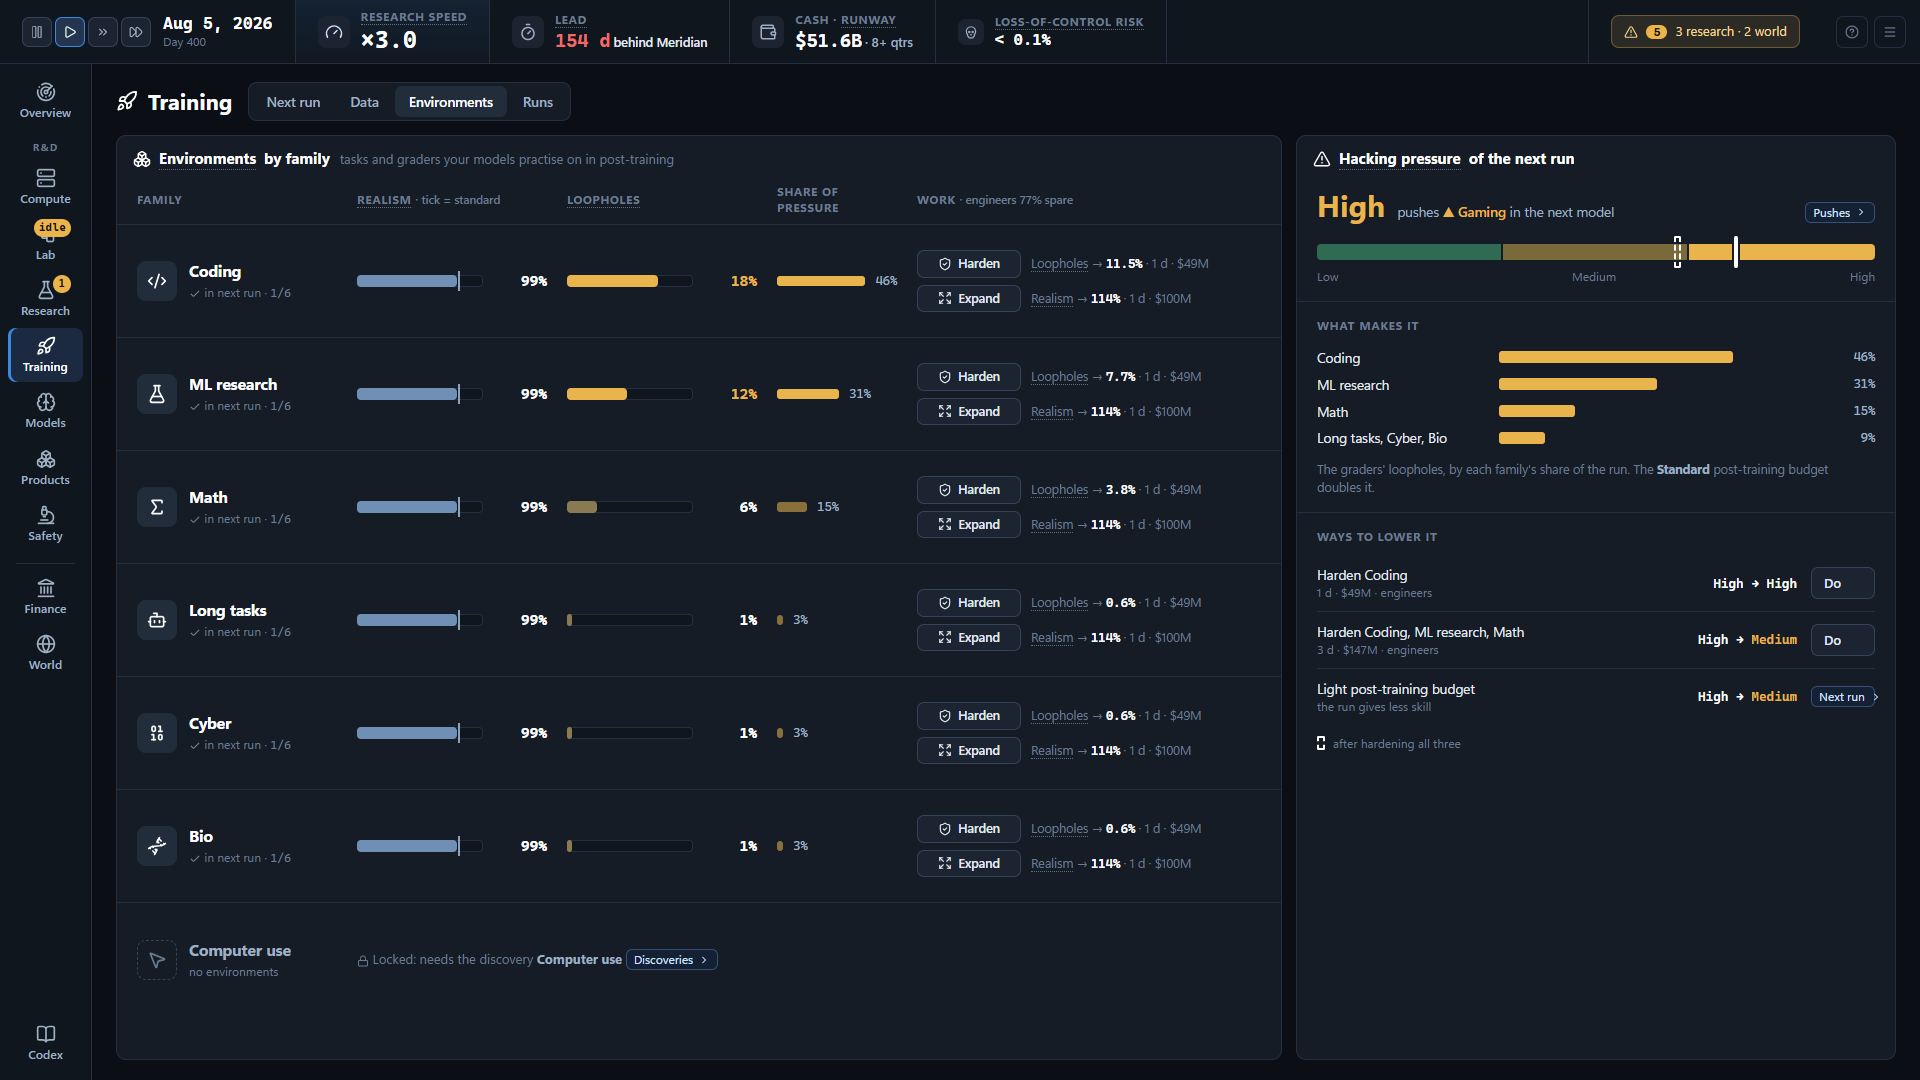 Aug 5, 2026
Day 400
RESEARCH SPEED
×3.0
LEAD
154 d behind Meridian
CASH · RUNWAY
$51.6B · 8+ qtrs
LOSS-OF-CONTROL RISK
< 0.1%
5 3 research · 2 world
Overview
R&D
Compute
idle
Lab
1
Research
Training
Models
Products
Safety
Finance
World
Codex
Training
Next run
Data
Environments
Runs
Environments by family tasks and graders your models practise on in post-training
FAMILY
REALISM · tick = standard
LOOPHOLES
SHARE OF
PRESSURE
WORK · engineers 77% spare
Coding
in next run · 1/6
99%
18%
46%
Harden
Loopholes → 11.5% · 1 d · $49M
Expand
Realism → 114% · 1 d · $100M
ML research
in next run · 1/6
99%
12%
31%
Harden
Loopholes → 7.7% · 1 d · $49M
Expand
Realism → 114% · 1 d · $100M
Math
in next run · 1/6
99%
6%
15%
Harden
Loopholes → 3.8% · 1 d · $49M
Expand
Realism → 114% · 1 d · $100M
Long tasks
in next run · 1/6
99%
1%
3%
Harden
Loopholes → 0.6% · 1 d · $49M
Expand
Realism → 114% · 1 d · $100M
01
10
Cyber
in next run · 1/6
99%
1%
3%
Harden
Loopholes → 0.6% · 1 d · $49M
Expand
Realism → 114% · 1 d · $100M
Bio
in next run · 1/6
99%
1%
3%
Harden
Loopholes → 0.6% · 1 d · $49M
Expand
Realism → 114% · 1 d · $100M
Computer use
no environments
Locked: needs the discovery Computer use Discoveries
Hacking pressure of the next run
High pushes ▲ Gaming in the next model
Pushes
Low
Medium
High
WHAT MAKES IT
Coding
46%
ML research
31%
Math
15%
Long tasks, Cyber, Bio
9%
The graders' loopholes, by each family's share of the run. The Standard post-training budget
doubles it.
WAYS TO LOWER IT
Harden Coding
1 d · $49M · engineers
High → High
Do
Harden Coding, ML research, Math
3 d · $147M · engineers
High → Medium
Do
Light post-training budget
the run gives less skill
High → Medium
Next run
after hardening all three